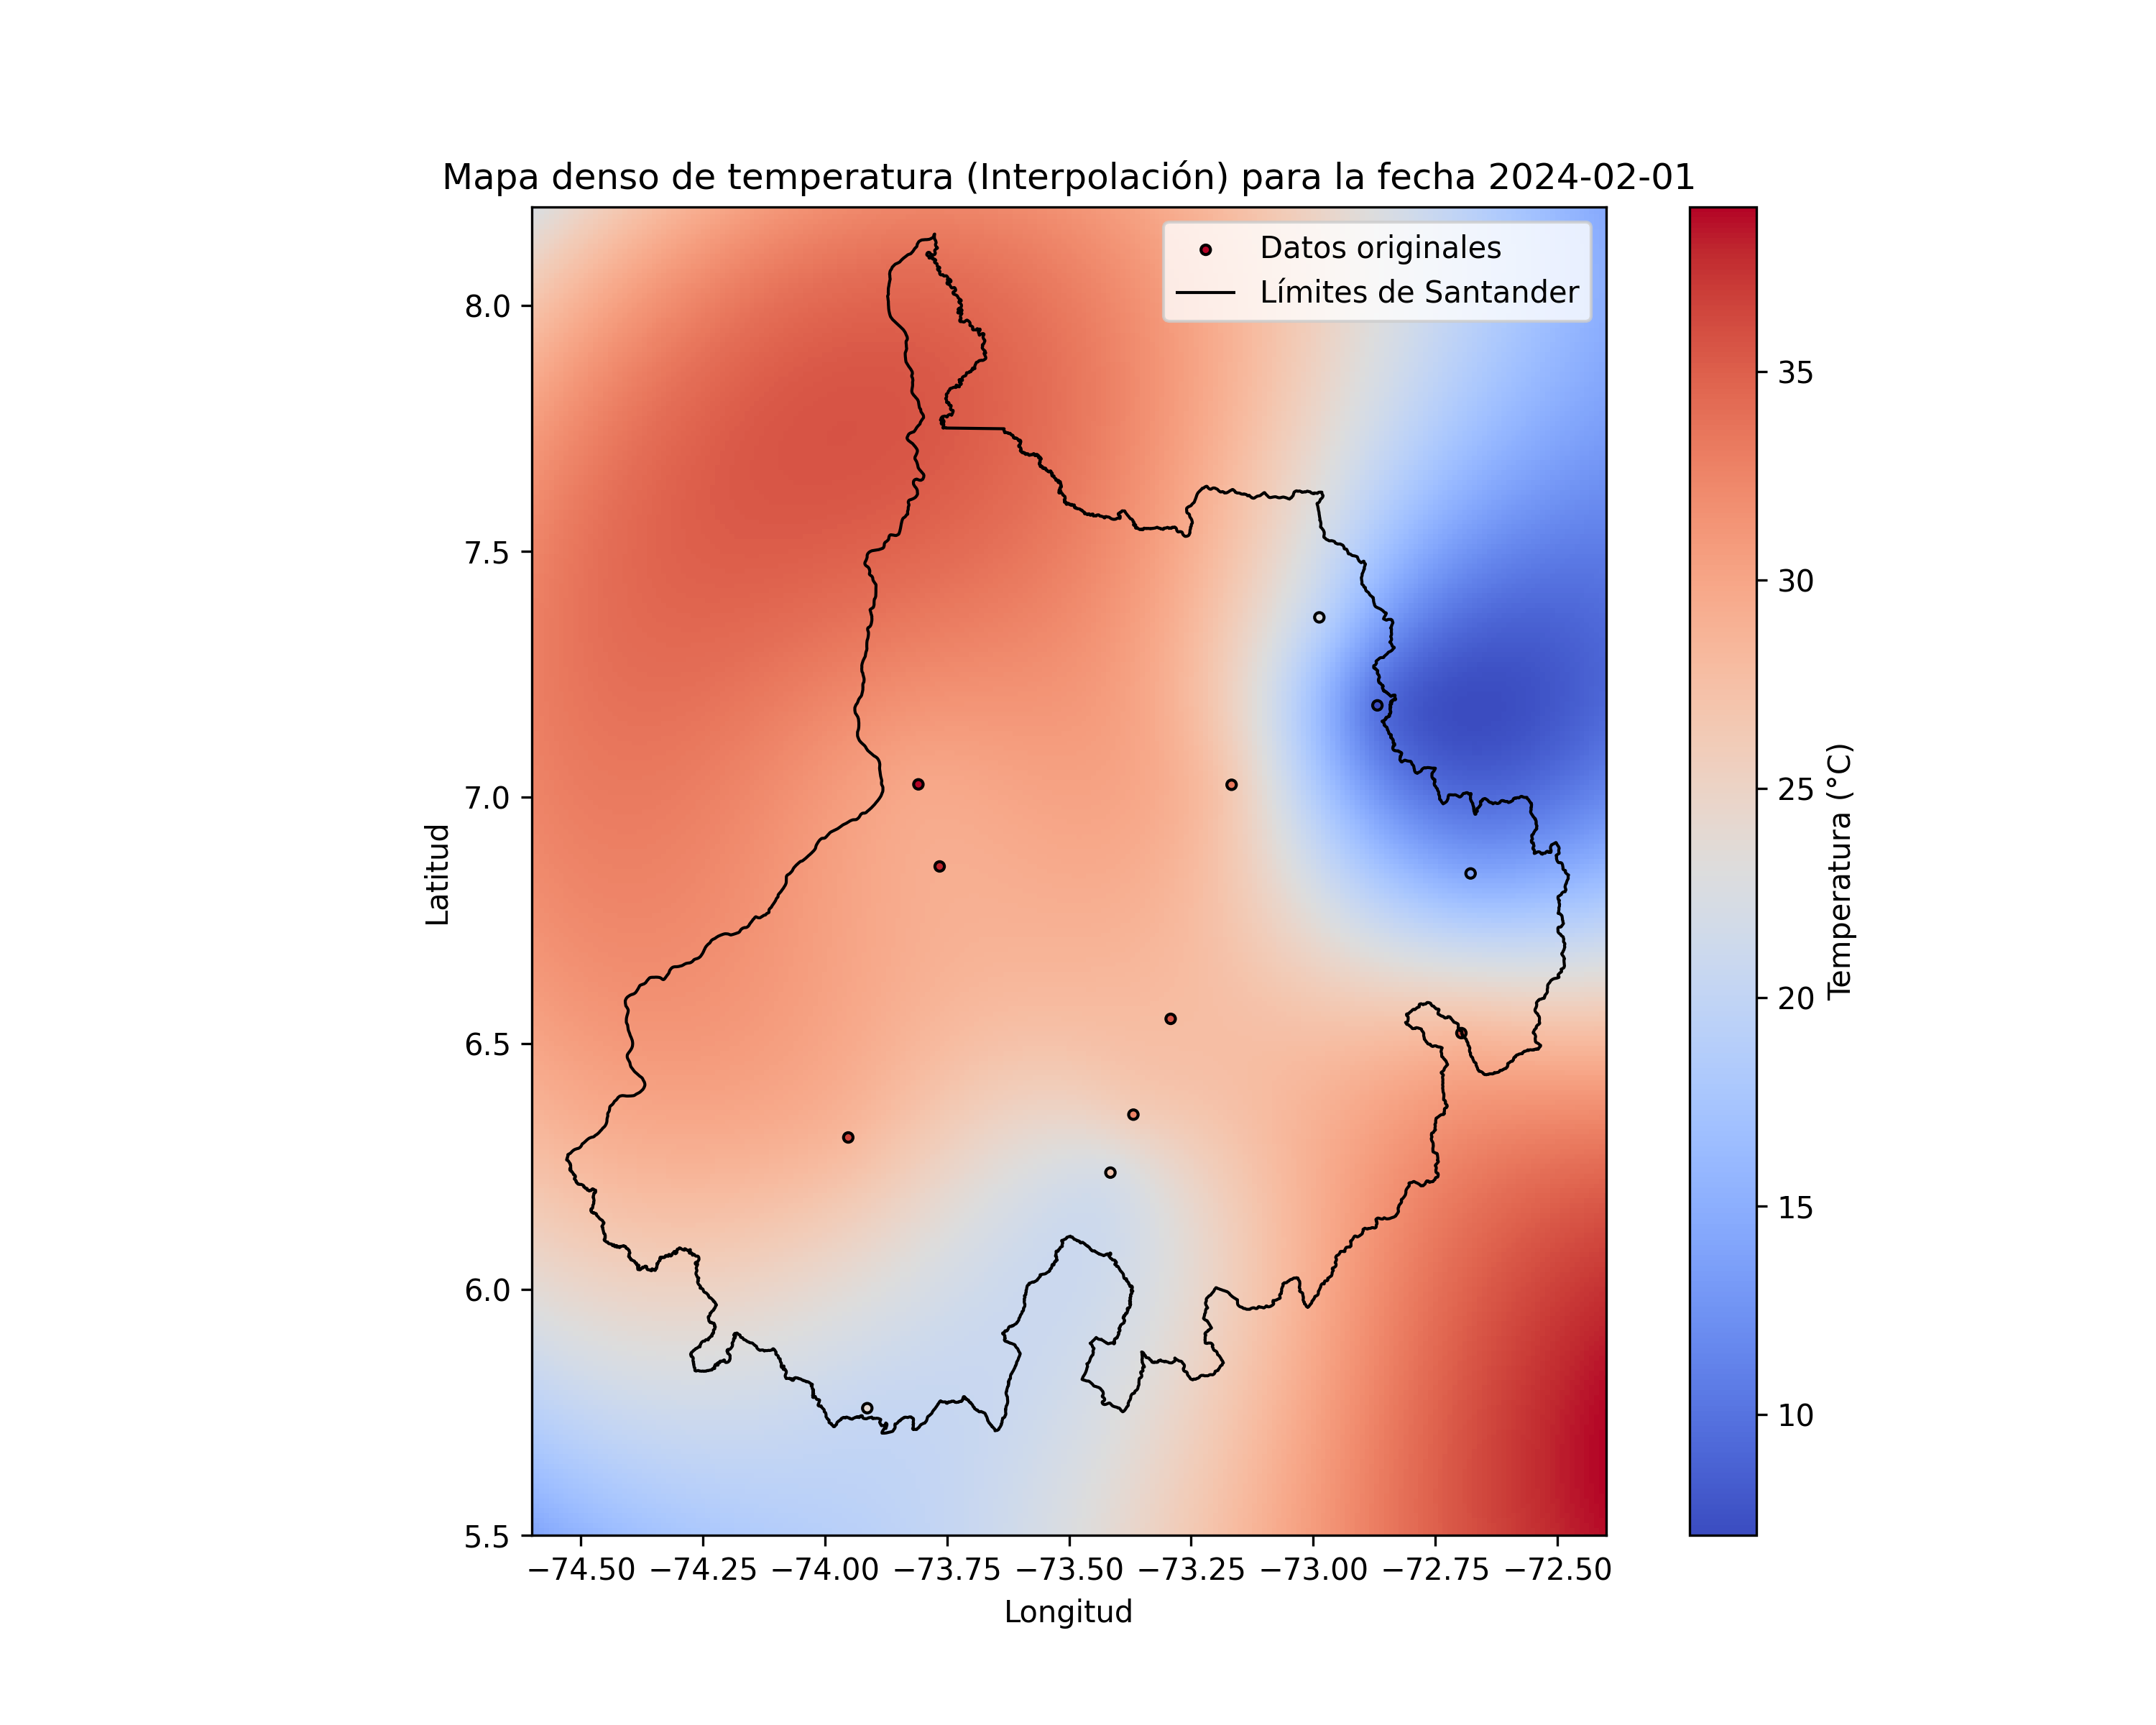 Mapa denso de temperatura (Interpolación) para la fecha 2024-02-01
Datos originales
Límites de Santander
8.0
7.5
7.0
6.5
6.0
5.5
Latitud
−74.50 −74.25 −74.00 −73.75 −73.50 −73.25 −73.00 −72.75 −72.50
Longitud
35
30
25
20
15
10
Temperatura (°C)